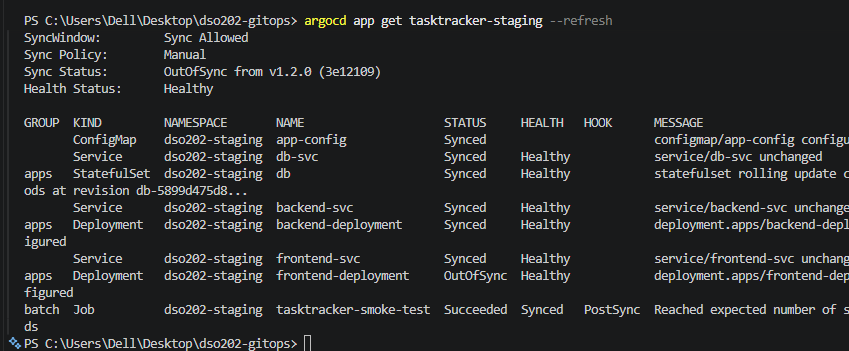 PS C:\Users\Dell\Desktop\dso202-gitops> argocd app get tasktracker-staging --refresh
SyncWindow:         Sync Allowed
Sync Policy:        Manual
Sync Status:        OutOfSync from v1.2.0 (3e12109)
Health Status:      Healthy
GROUP  KIND         NAMESPACE       NAME                    STATUS     HEALTH   HOOK      MESSAGE
ConfigMap    dso202-staging  app-config              Synced                       configmap/app-config configu
Service      dso202-staging  db-svc                  Synced     Healthy            service/db-svc unchanged
apps   StatefulSet  dso202-staging  db                      Synced     Healthy            statefulset rolling update c
ods at revision db-5899d475d8...
Service      dso202-staging  backend-svc             Synced     Healthy            service/backend-svc unchange
apps   Deployment   dso202-staging  backend-deployment      Synced     Healthy            deployment.apps/backend-depl
igured
Service      dso202-staging  frontend-svc            Synced     Healthy            service/frontend-svc unchang
apps   Deployment   dso202-staging  frontend-deployment     OutOfSync  Healthy            deployment.apps/frontend-dep
figured
batch  Job          dso202-staging  tasktracker-smoke-test  Succeeded  Synced   PostSync  Reached expected number of s
ds
PS C:\Users\Dell\Desktop\dso202-gitops>